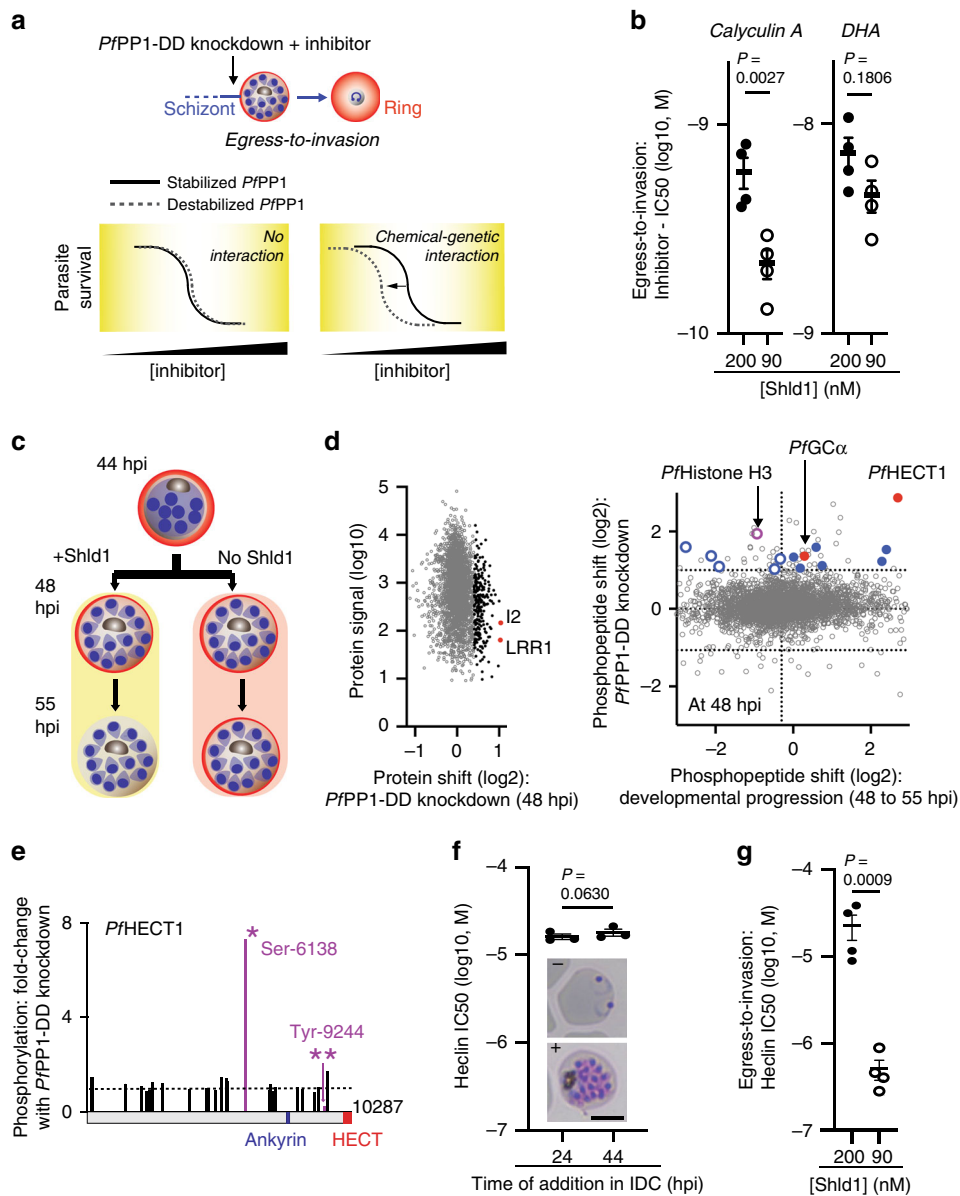 a
PfPP1-DD knockdown + inhibitor
Schizont
Ring
Egress-to-invasion
Stabilized PfPP1
Destabilized PfPP1
Parasite
survival
No
interaction
Chemical-genetic
interaction
[inhibitor]
[inhibitor]
b
Calyculin A
DHA
P =
0.0027
P =
0.1806
Egress-to-invasion:
Inhibitor - IC50 (log10, M)
–9
–10
–8
–9
200 90
200 90
[Shld1] (nM)
c
44 hpi
+Shld1
No Shld1
48
hpi
55
hpi
d
Protein signal (log10)
5
4
3
2
1
0
–1
0
1
I2
LRR1
Protein shift (log2):
PfPP1-DD knockdown (48 hpi)
PfHistone H3
PfGCα
PfHECT1
Phosphopeptide shift (log2):
PfPP1-DD knockdown
2
0
–2
At 48 hpi
–2
0
2
Phosphopeptide shift (log2):
developmental progression (48 to 55 hpi)
e
Phosphorylation: fold-change
with PfPP1-DD knockdown
8
4
0
PfHECT1
*
Ser-6138
Tyr-9244
**
10287
Ankyrin
HECT
f
Heclin IC50 (log10, M)
–4
–5
–6
–7
P =
0.0630
–
+
24
44
Time of addition in IDC (hpi)
g
Egress-to-invasion:
Heclin IC50 (log10, M)
–4
–5
–6
–7
P =
0.0009
200 90
[Shld1] (nM)